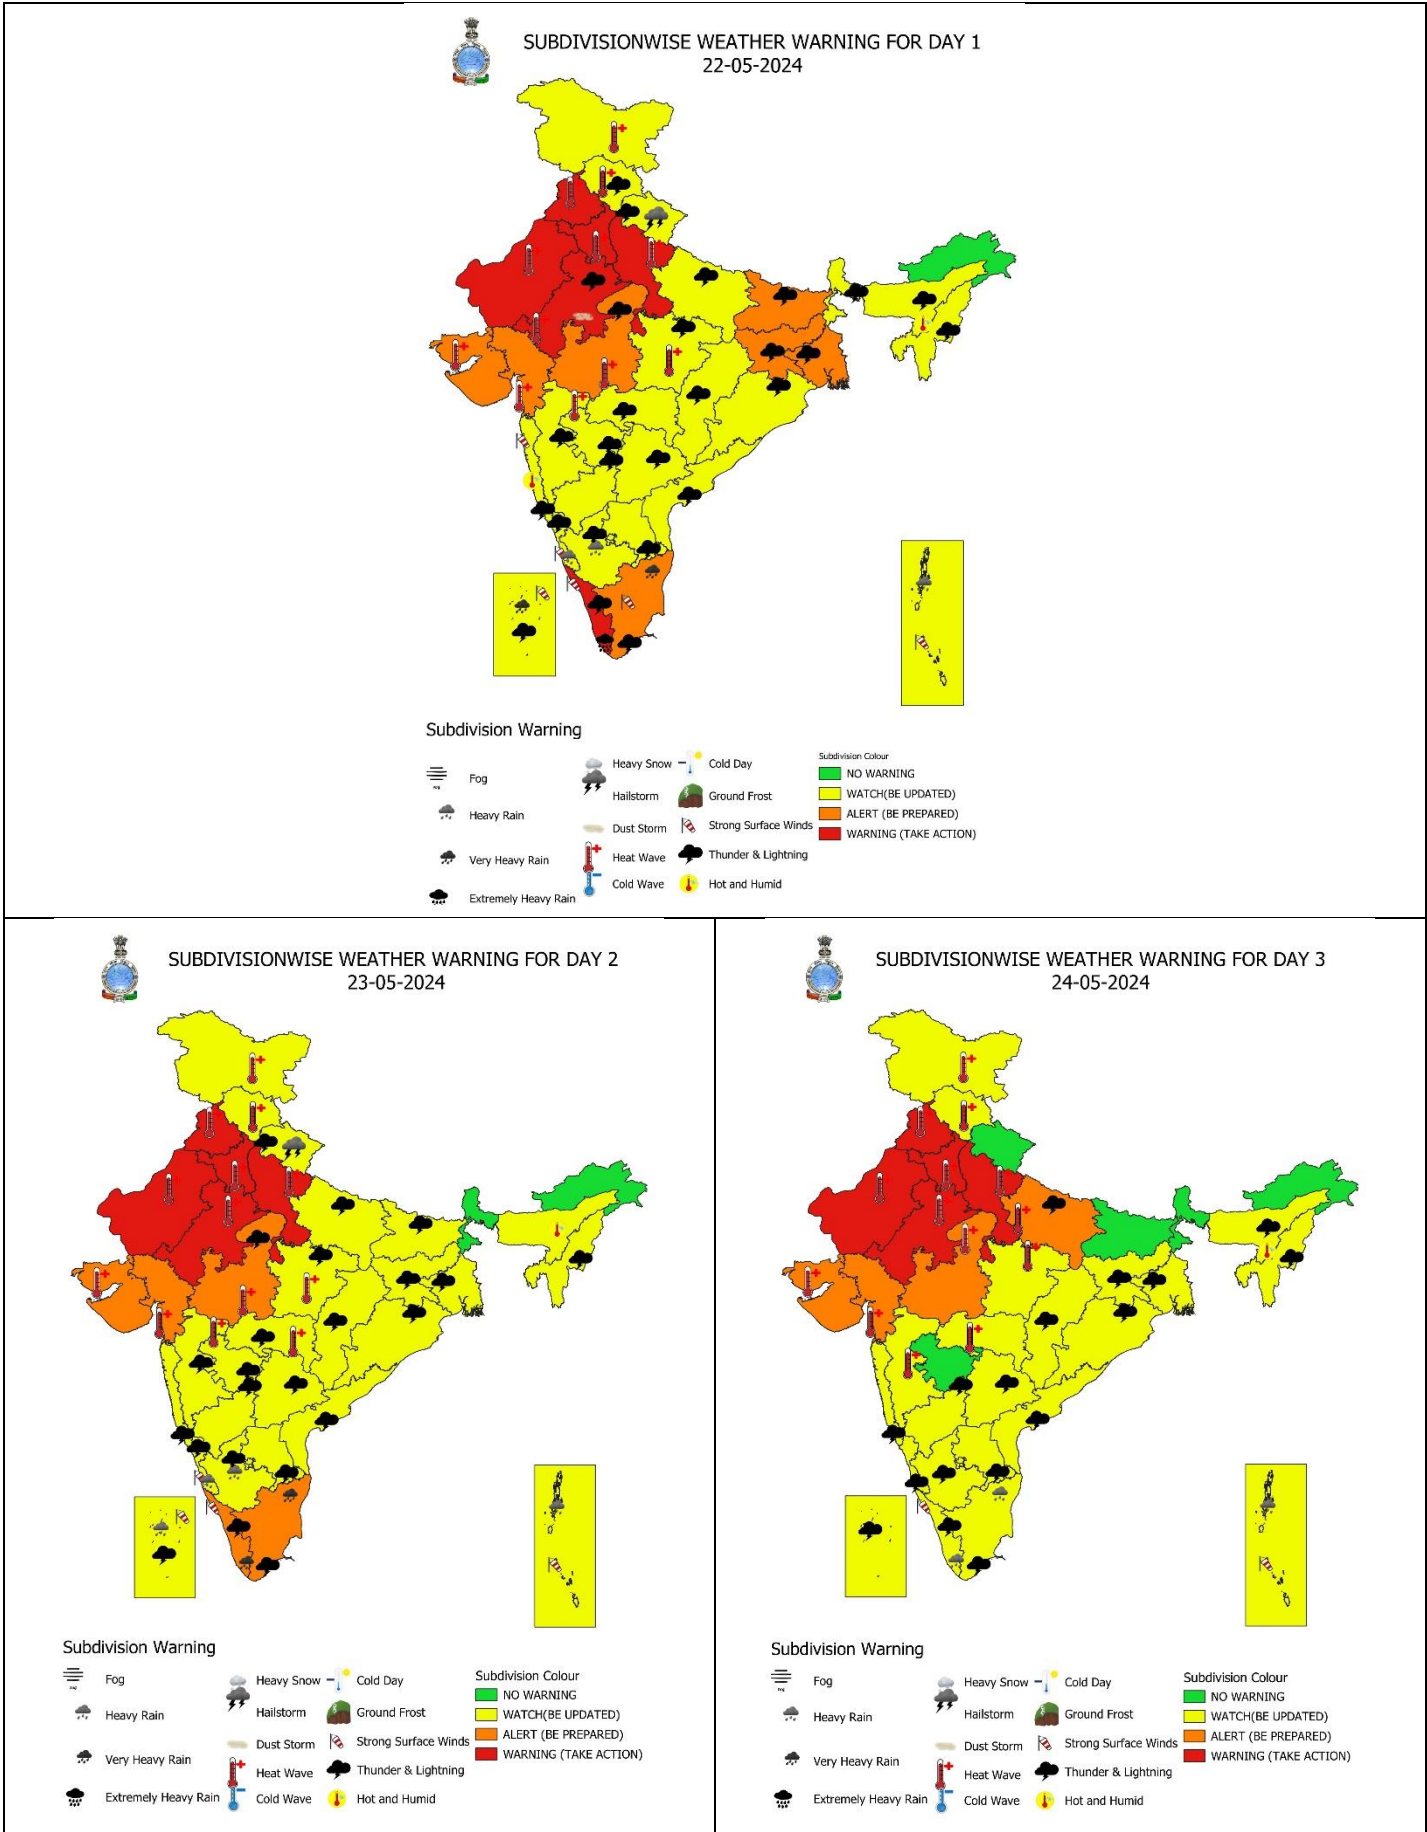 SUBDIVISIONWISE WEATHER WARNING FOR DAY 1
22-05-2024
Subdivision Warning
Fog
Heavy Rain
Very Heavy Rain
Extremely Heavy Rain
Heavy Snow
Hailstorm
Dust Storm
Heat Wave
Cold Wave
Cold Day
Ground Frost
Strong Surface Winds
Thunder & Lightning
Hot and Humid
Subdivision Colour
NO WARNING
WATCH(BE UPDATED)
ALERT (BE PREPARED)
WARNING (TAKE ACTION)
SUBDIVISIONWISE WEATHER WARNING FOR DAY 2
23-05-2024
Subdivision Warning
Fog
Heavy Rain
Very Heavy Rain
Extremely Heavy Rain
Heavy Snow
Hailstorm
Dust Storm
Heat Wave
Cold Wave
Cold Day
Ground Frost
Strong Surface Winds
Thunder & Lightning
Hot and Humid
Subdivision Colour
NO WARNING
WATCH(BE UPDATED)
ALERT (BE PREPARED)
WARNING (TAKE ACTION)
SUBDIVISIONWISE WEATHER WARNING FOR DAY 3
24-05-2024
Subdivision Warning
Fog
Heavy Rain
Very Heavy Rain
Extremely Heavy Rain
Heavy Snow
Hailstorm
Dust Storm
Heat Wave
Cold Wave
Cold Day
Ground Frost
Strong Surface Winds
Thunder & Lightning
Hot and Humid
Subdivision Colour
NO WARNING
WATCH(BE UPDATED)
ALERT (BE PREPARED)
WARNING (TAKE ACTION)